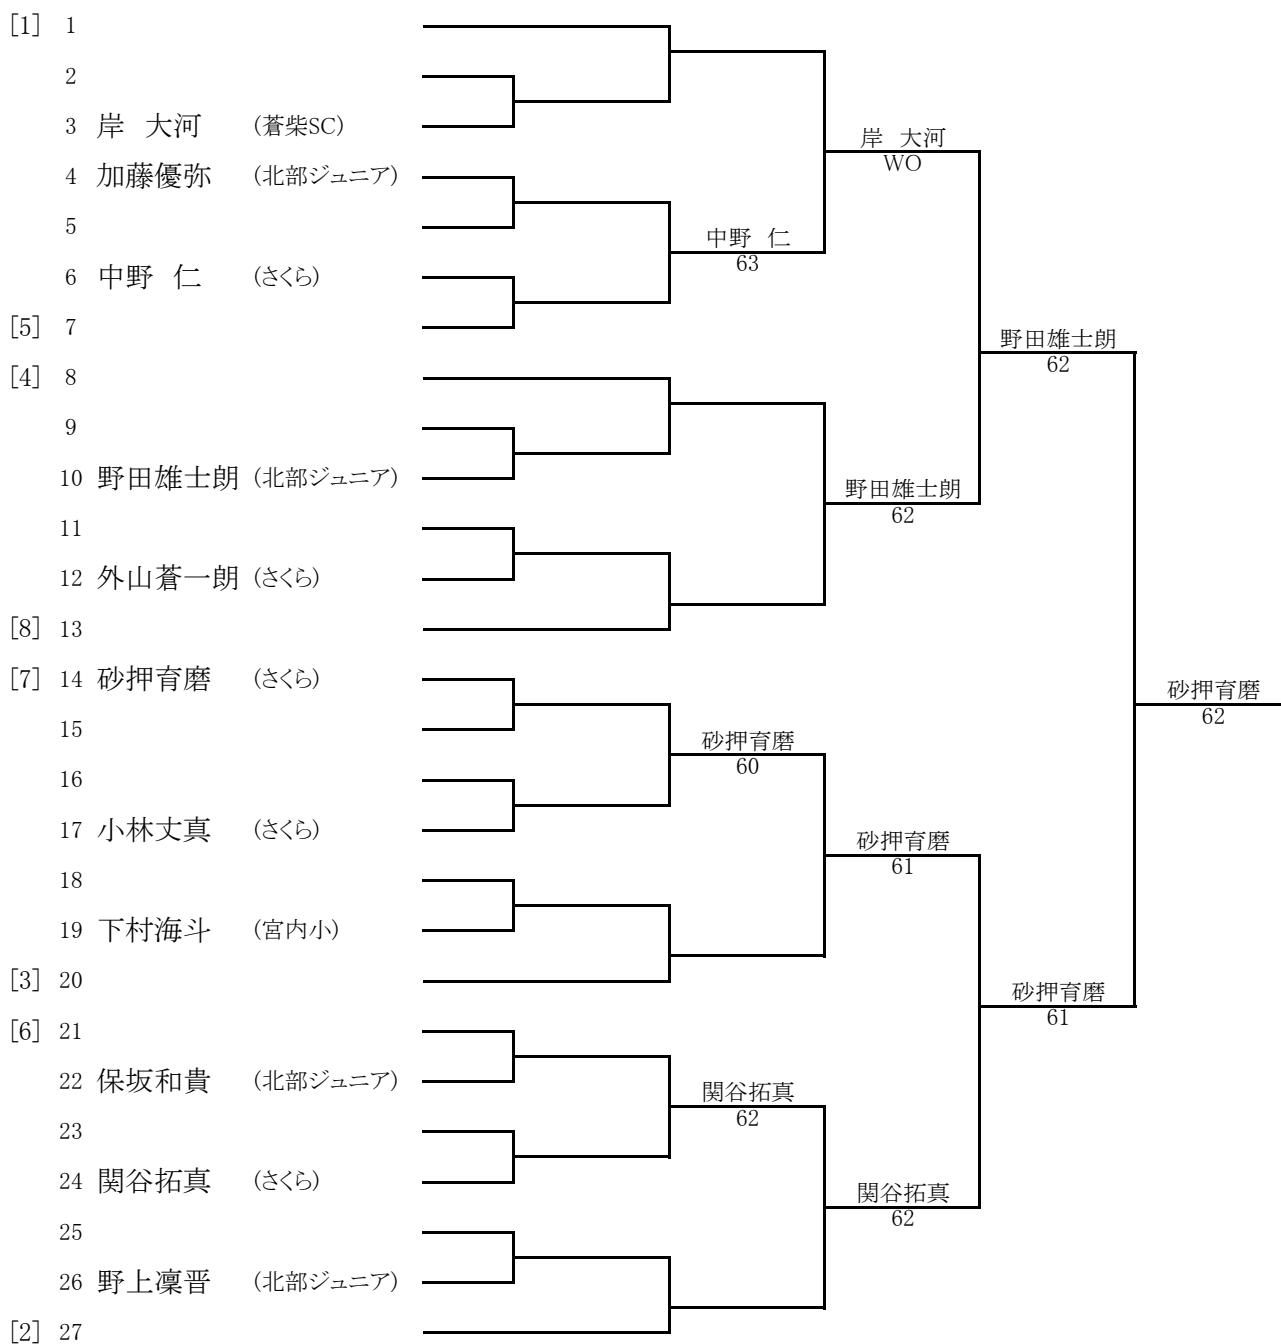 [1] 1
2
3 岸 大河 (蒼柴SC)
岸 大河
WO
4 加藤優弥 (北部ジュニア)
5
中野 仁
63
6 中野 仁 (さくら)
[5] 7
野田雄士朗
62
[4] 8
9
10 野田雄士朗 (北部ジュニア)
野田雄士朗
62
11
12 外山蒼一朗 (さくら)
[8] 13
[7] 14 砂押育磨 (さくら)
砂押育磨
62
15
砂押育磨
60
16
17 小林丈真 (さくら)
砂押育磨
61
18
19 下村海斗 (宮内小)
[3] 20
砂押育磨
61
[6] 21
22 保坂和貴 (北部ジュニア)
関谷拓真
62
23
24 関谷拓真 (さくら)
関谷拓真
62
25
26 野上凜晋 (北部ジュニア)
[2] 27